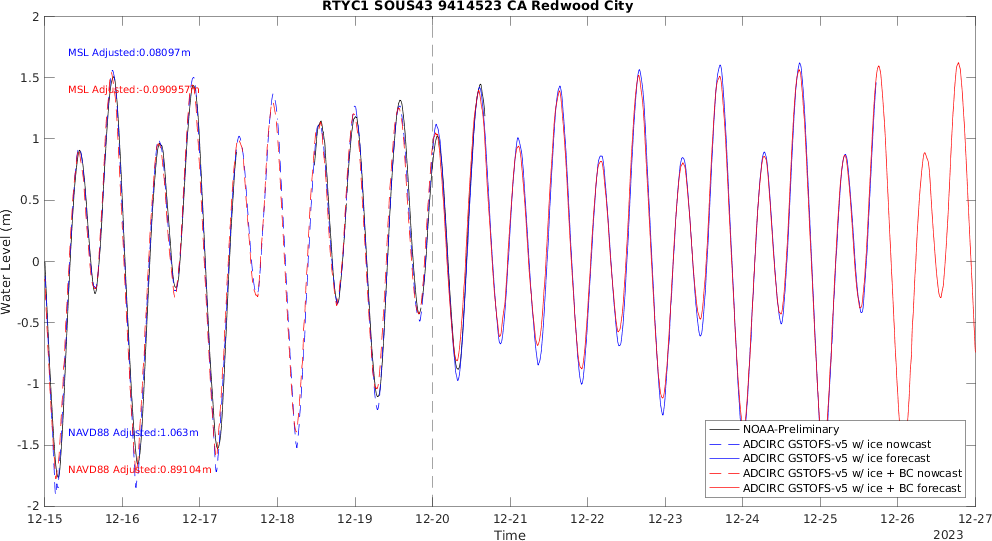 RTYC1 SOUS43 9414523 CA Redwood City
2
1.5
1
0.5
0
-0.5
-1
-1.5
-2
Water Level (m)
MSL Adjusted:0.08097m
MSL Adjusted:-0.090957m
NAVD88 Adjusted:1.063m
NAVD88 Adjusted:0.89104m
NOAA-Preliminary
ADCIRC GSTOFS-v5 w/ ice nowcast
ADCIRC GSTOFS-v5 w/ ice forecast
ADCIRC GSTOFS-v5 w/ ice + BC nowcast
ADCIRC GSTOFS-v5 w/ ice + BC forecast
12-15 12-16 12-17 12-18 12-19 12-20 12-21 12-22 12-23 12-24 12-25 12-26 12-27
Time
2023